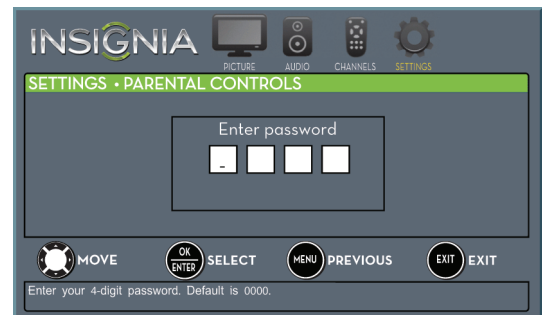 INSIGNIA
PICTURE AUDIO CHANNELS SETTINGS
SETTINGS • PARENTAL CONTROLS
Enter password
_
MOVE OK ENTER SELECT MENU PREVIOUS EXIT EXIT
Enter your 4-digit password. Default is 0000.